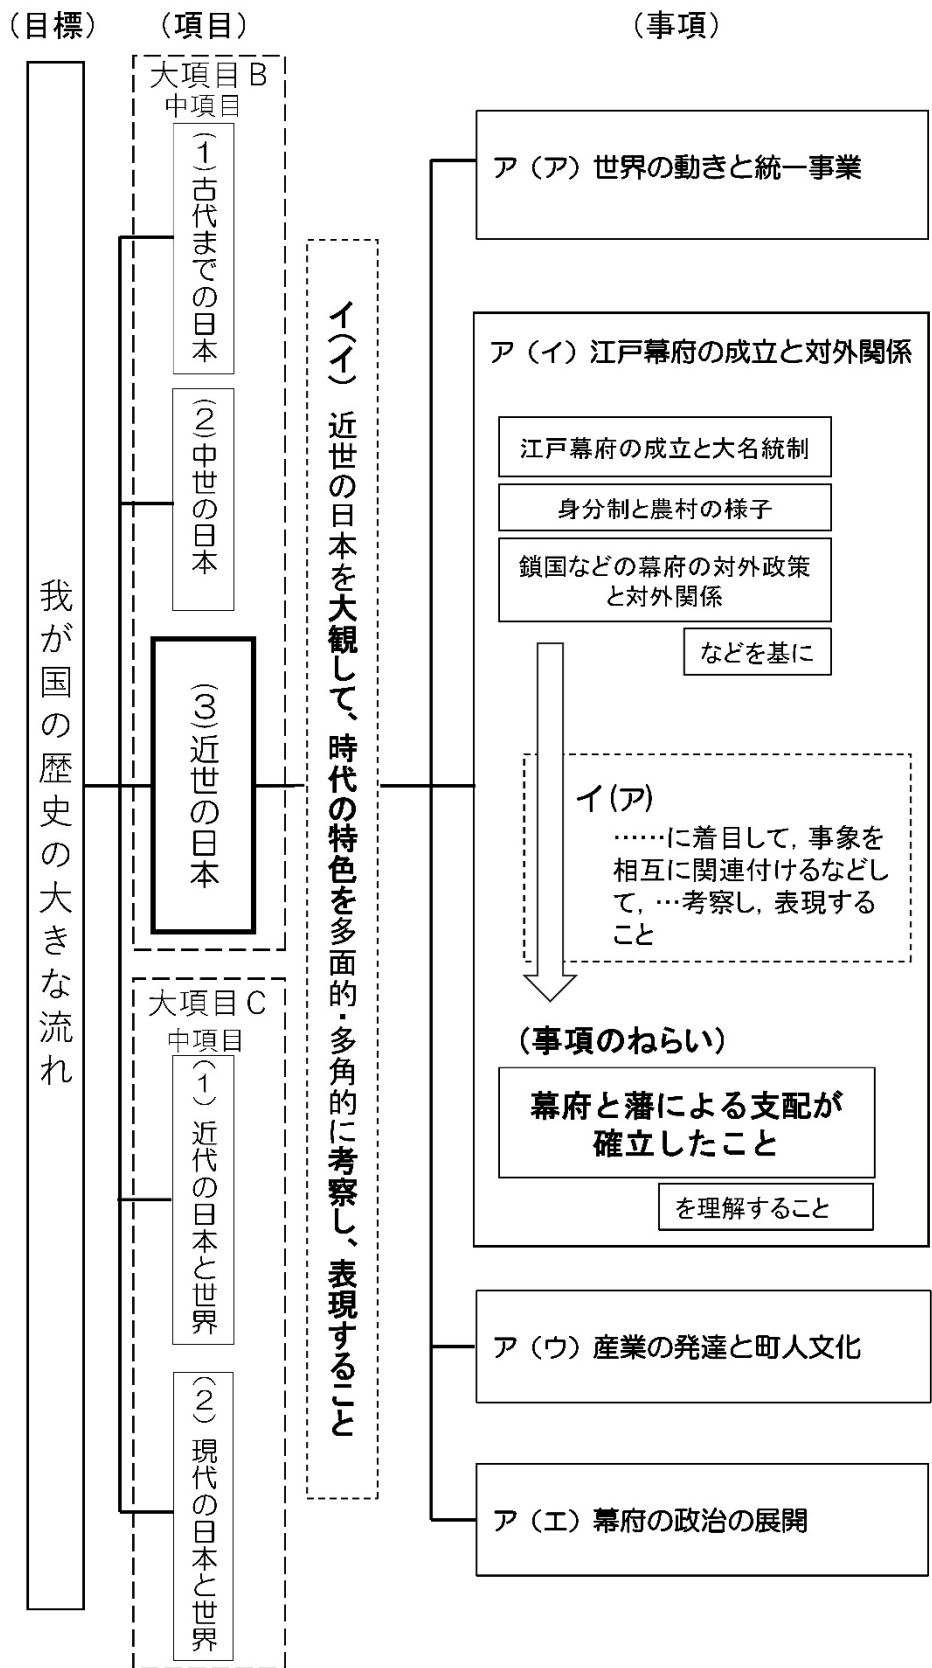 （目標）
（項目）
（事項）
我が国の歴史の大きな流れ
大項目Ｂ
中項目
（１）古代までの日本
（２）中世の日本
（３）近世の日本
大項目Ｃ
中項目
（１）近代の日本と世界
（２）現代の日本と世界
イ（イ）近世の日本を大観して、時代の特色を多面的・多角的に考察し、表現すること
ア（ア）世界の動きと統一事業
ア（イ）江戸幕府の成立と対外関係
江戸幕府の成立と大名統制
身分制と農村の様子
鎖国などの幕府の対外政策
と対外関係
などを基に
イ（ア）
……に着目して，事象を
相互に関連付けるなどし
て，…考察し，表現する
こと
（事項のねらい）
幕府と藩による支配が
確立したこと
を理解すること
ア（ウ）産業の発達と町人文化
ア（エ）幕府の政治の展開